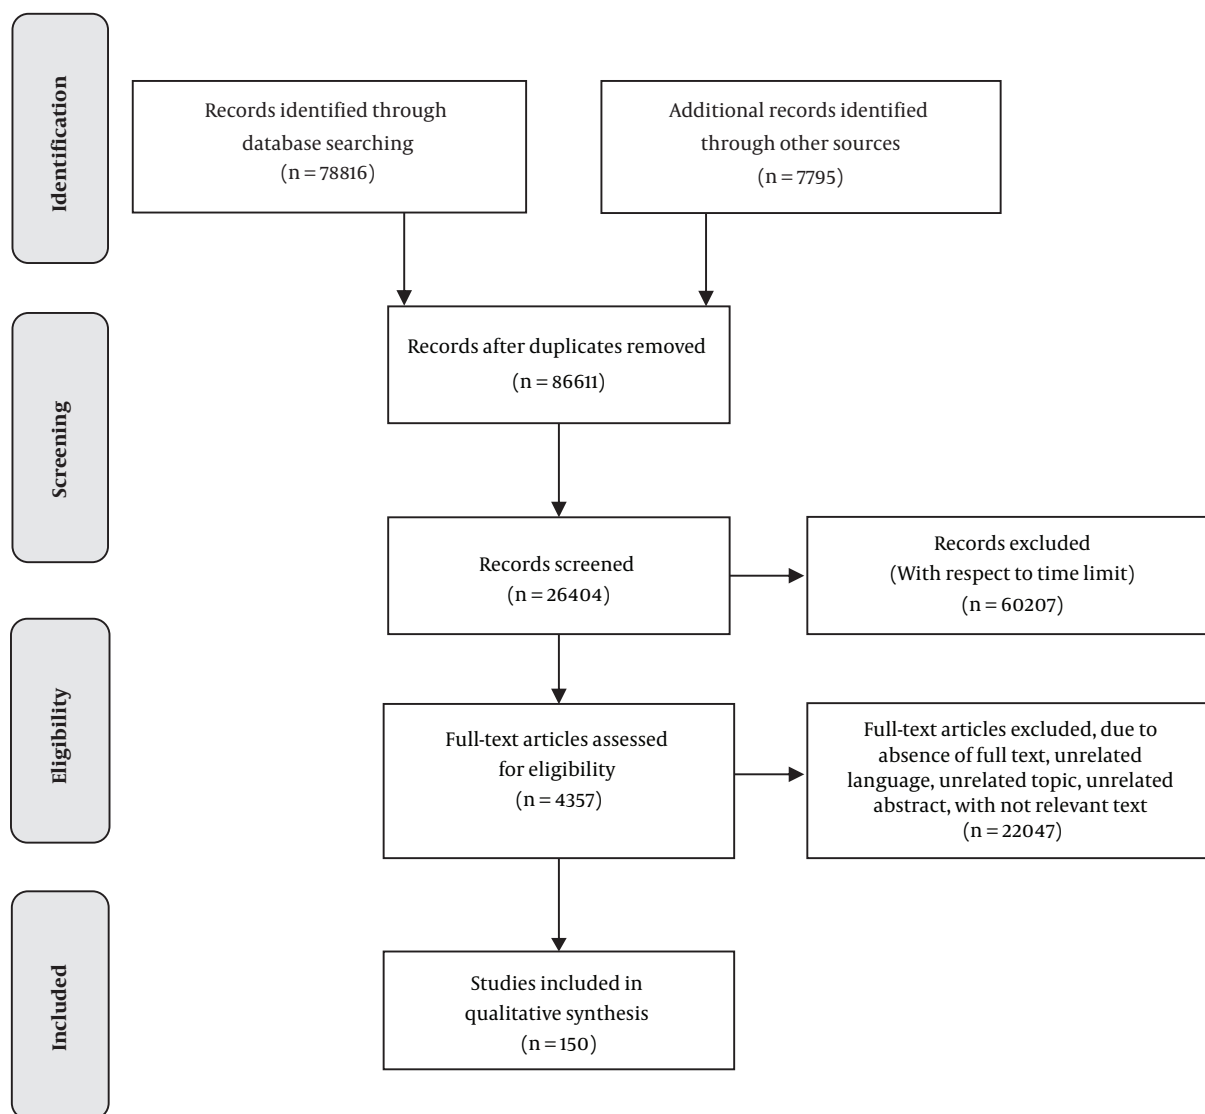 Identification
Records identified through
database searching
(n = 78816)
Additional records identified
through other sources
(n = 7795)
Screening
Records after duplicates removed
(n = 86611)
Records screened
(n = 26404)
Records excluded
(With respect to time limit)
(n = 60207)
Eligibility
Full-text articles assessed
for eligibility
(n = 4357)
Full-text articles excluded, due to
absence of full text, unrelated
language, unrelated topic, unrelated
abstract, with not relevant text
(n = 22047)
Included
Studies included in
qualitative synthesis
(n = 150)